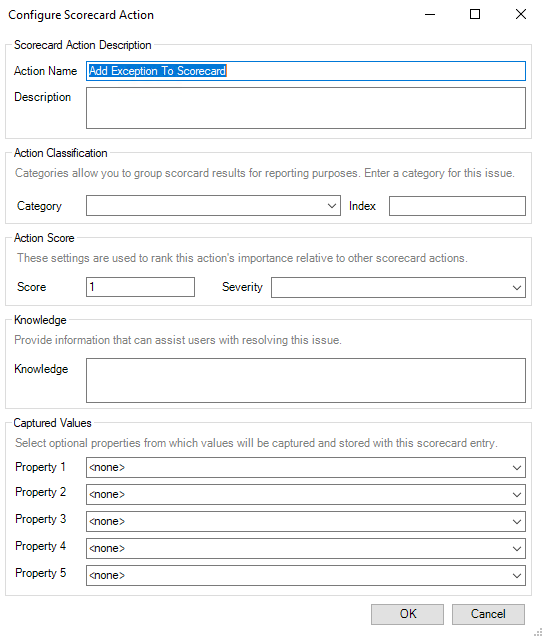 Configure Scorecard Action
Scorecard Action Description
Action Name Add Exception To Scorecard
Description
Action Classification
Categories allow you to group scorcard results for reporting purposes. Enter a category for this issue.
Category Index
Action Score
These settings are used to rank this action's importance relative to other scorecard actions.
Score 1 Severity
Knowledge
Provide information that can assist users with resolving this issue.
Knowledge
Captured Values
Select optional properties from which values will be captured and stored with this scorecard entry.
Property 1 <none>
Property 2 <none>
Property 3 <none>
Property 4 <none>
Property 5 <none>
OK Cancel